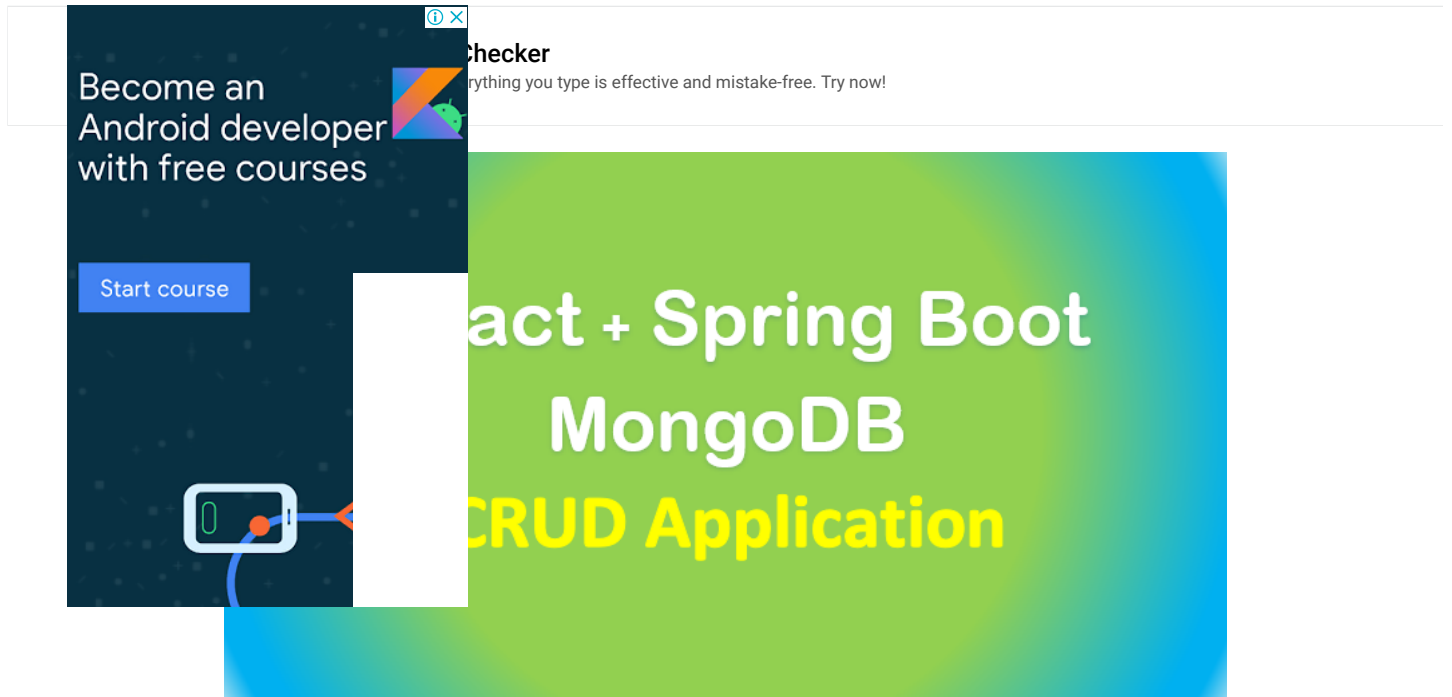 Checker
rything you type is effective and mistake-free. Try now!
Become an
Android developer
with free courses
Start course
act + Spring Boot
MongoDB
CRUD Application